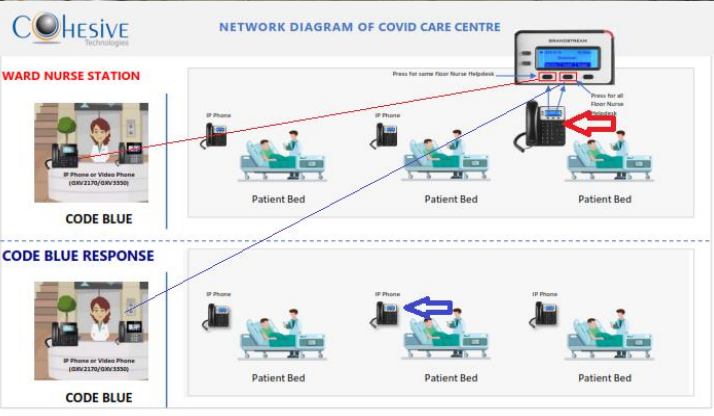 COHESIVE
Technologies
NETWORK DIAGRAM OF COVID CARE CENTRE
GRANDSTREAM
WARD NURSE STATION
Press for same floor Nurse Helpdesk
Press for all
Floor Nurse
Helpdesk
IP Phone
IP Phone
IP Phone or Video Phone
(GXV2170/GXV3350)
Patient Bed
Patient Bed
Patient Bed
CODE BLUE
CODE BLUE RESPONSE
IP Phone
IP Phone
IP Phone
IP Phone or Video Phone
(GXV2170/GXV3350)
Patient Bed
Patient Bed
Patient Bed
CODE BLUE